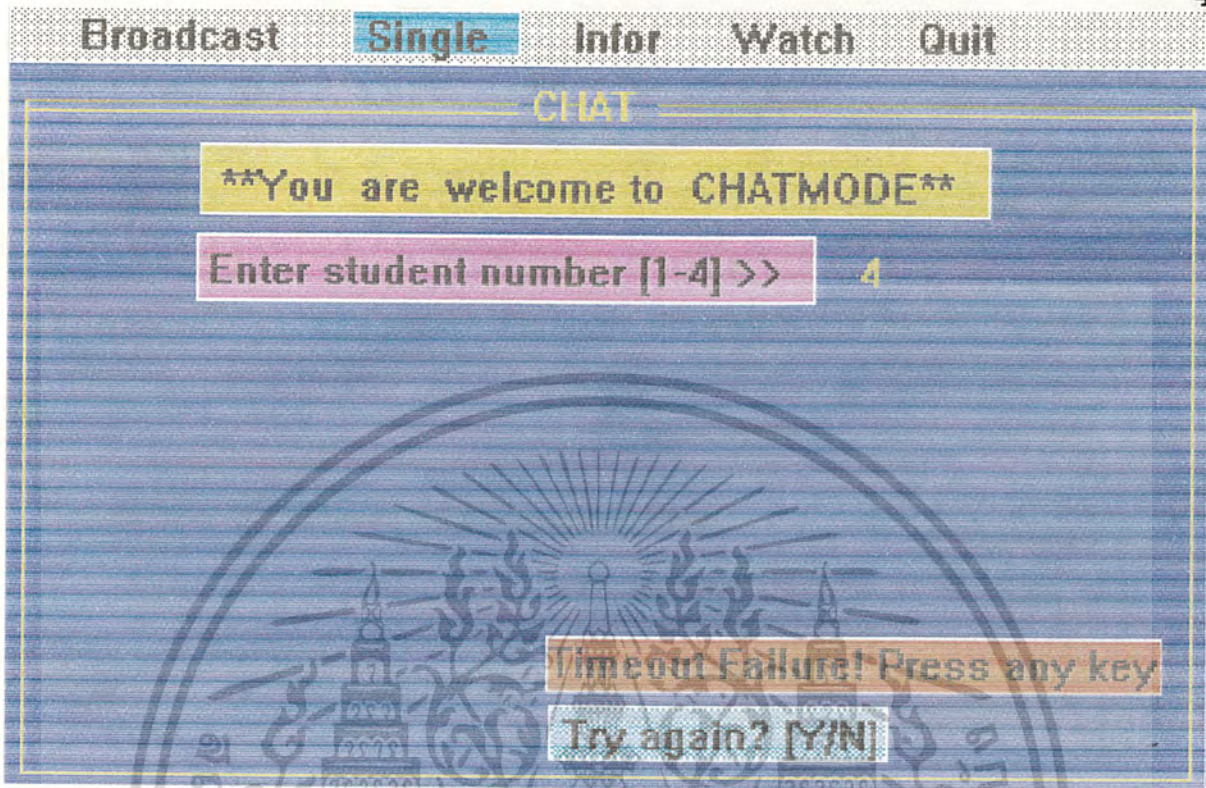 Broadcast Single Infor Watch Quit
CHAT
**You are welcome to CHATMODE**
Enter student number [1-4] >> 4
Timeout Failure! Press any key
Try again? [Y/N]